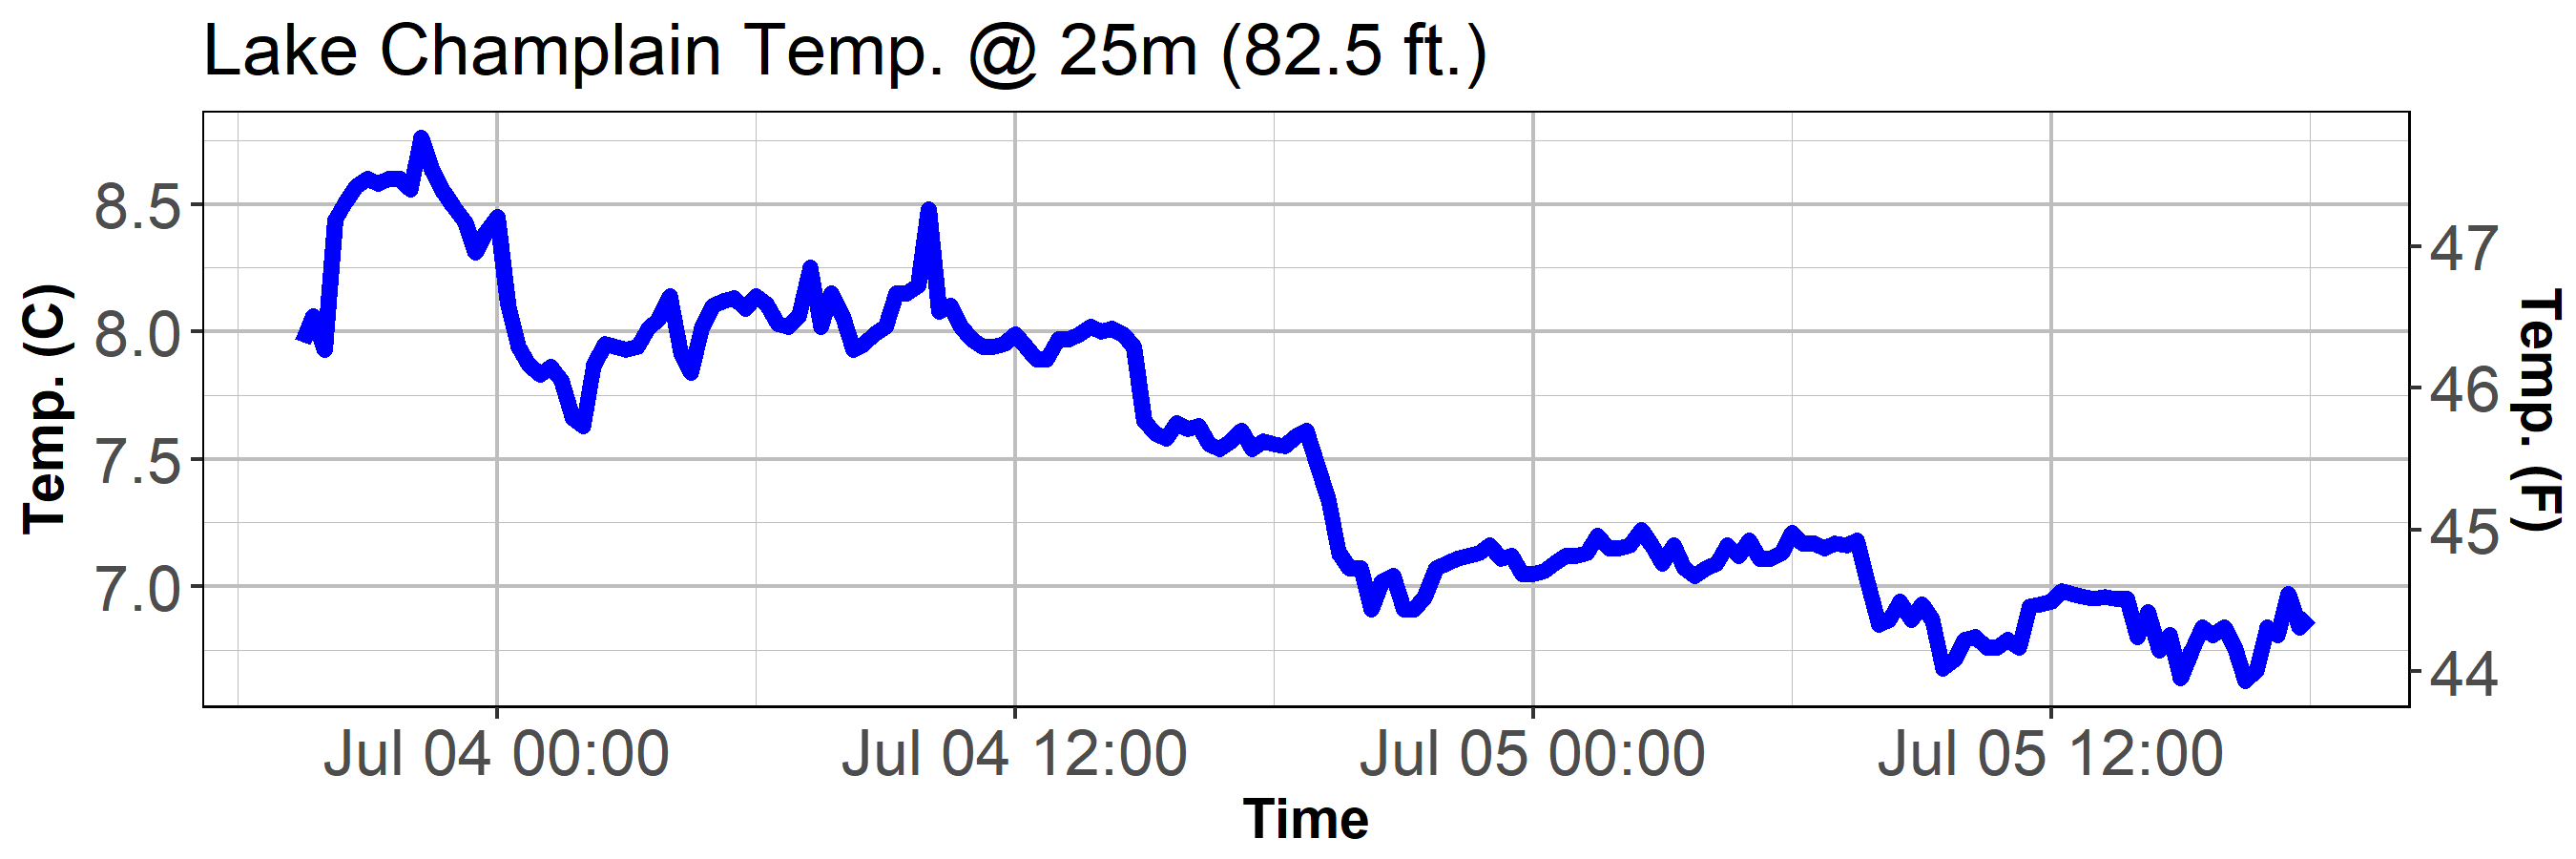 Lake Champlain Temp. @ 25m (82.5 ft.)
Temp. (C)
8.5
8.0
7.5
7.0
47
46
45
44
Temp. (F)
Jul 04 00:00
Jul 04 12:00
Jul 05 00:00
Jul 05 12:00
Time